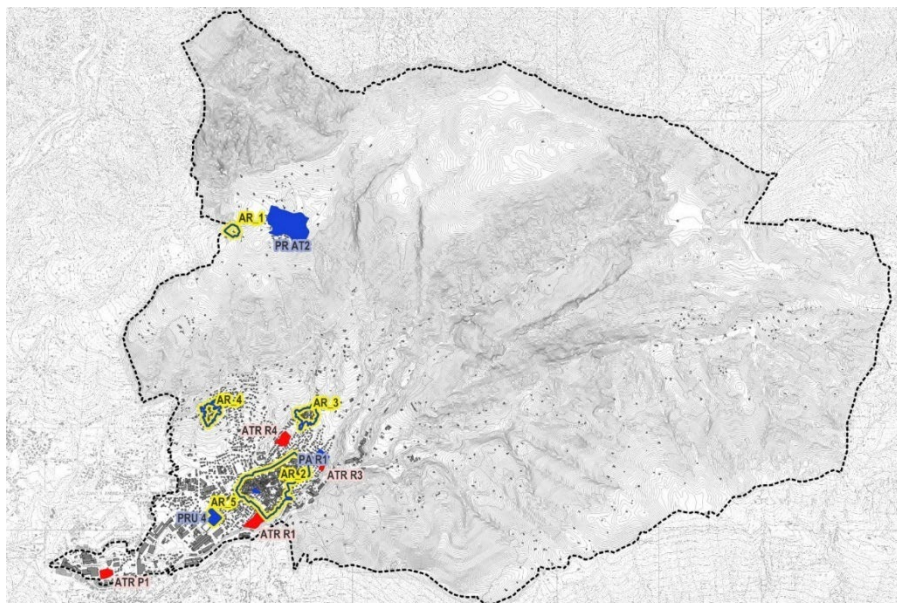 AR_1
PR AT2
AR_4
AR_3
ATR R4
PA R1
ATR R3
AR_2
AR_5
PRU 4
ATR R1
ATR P1